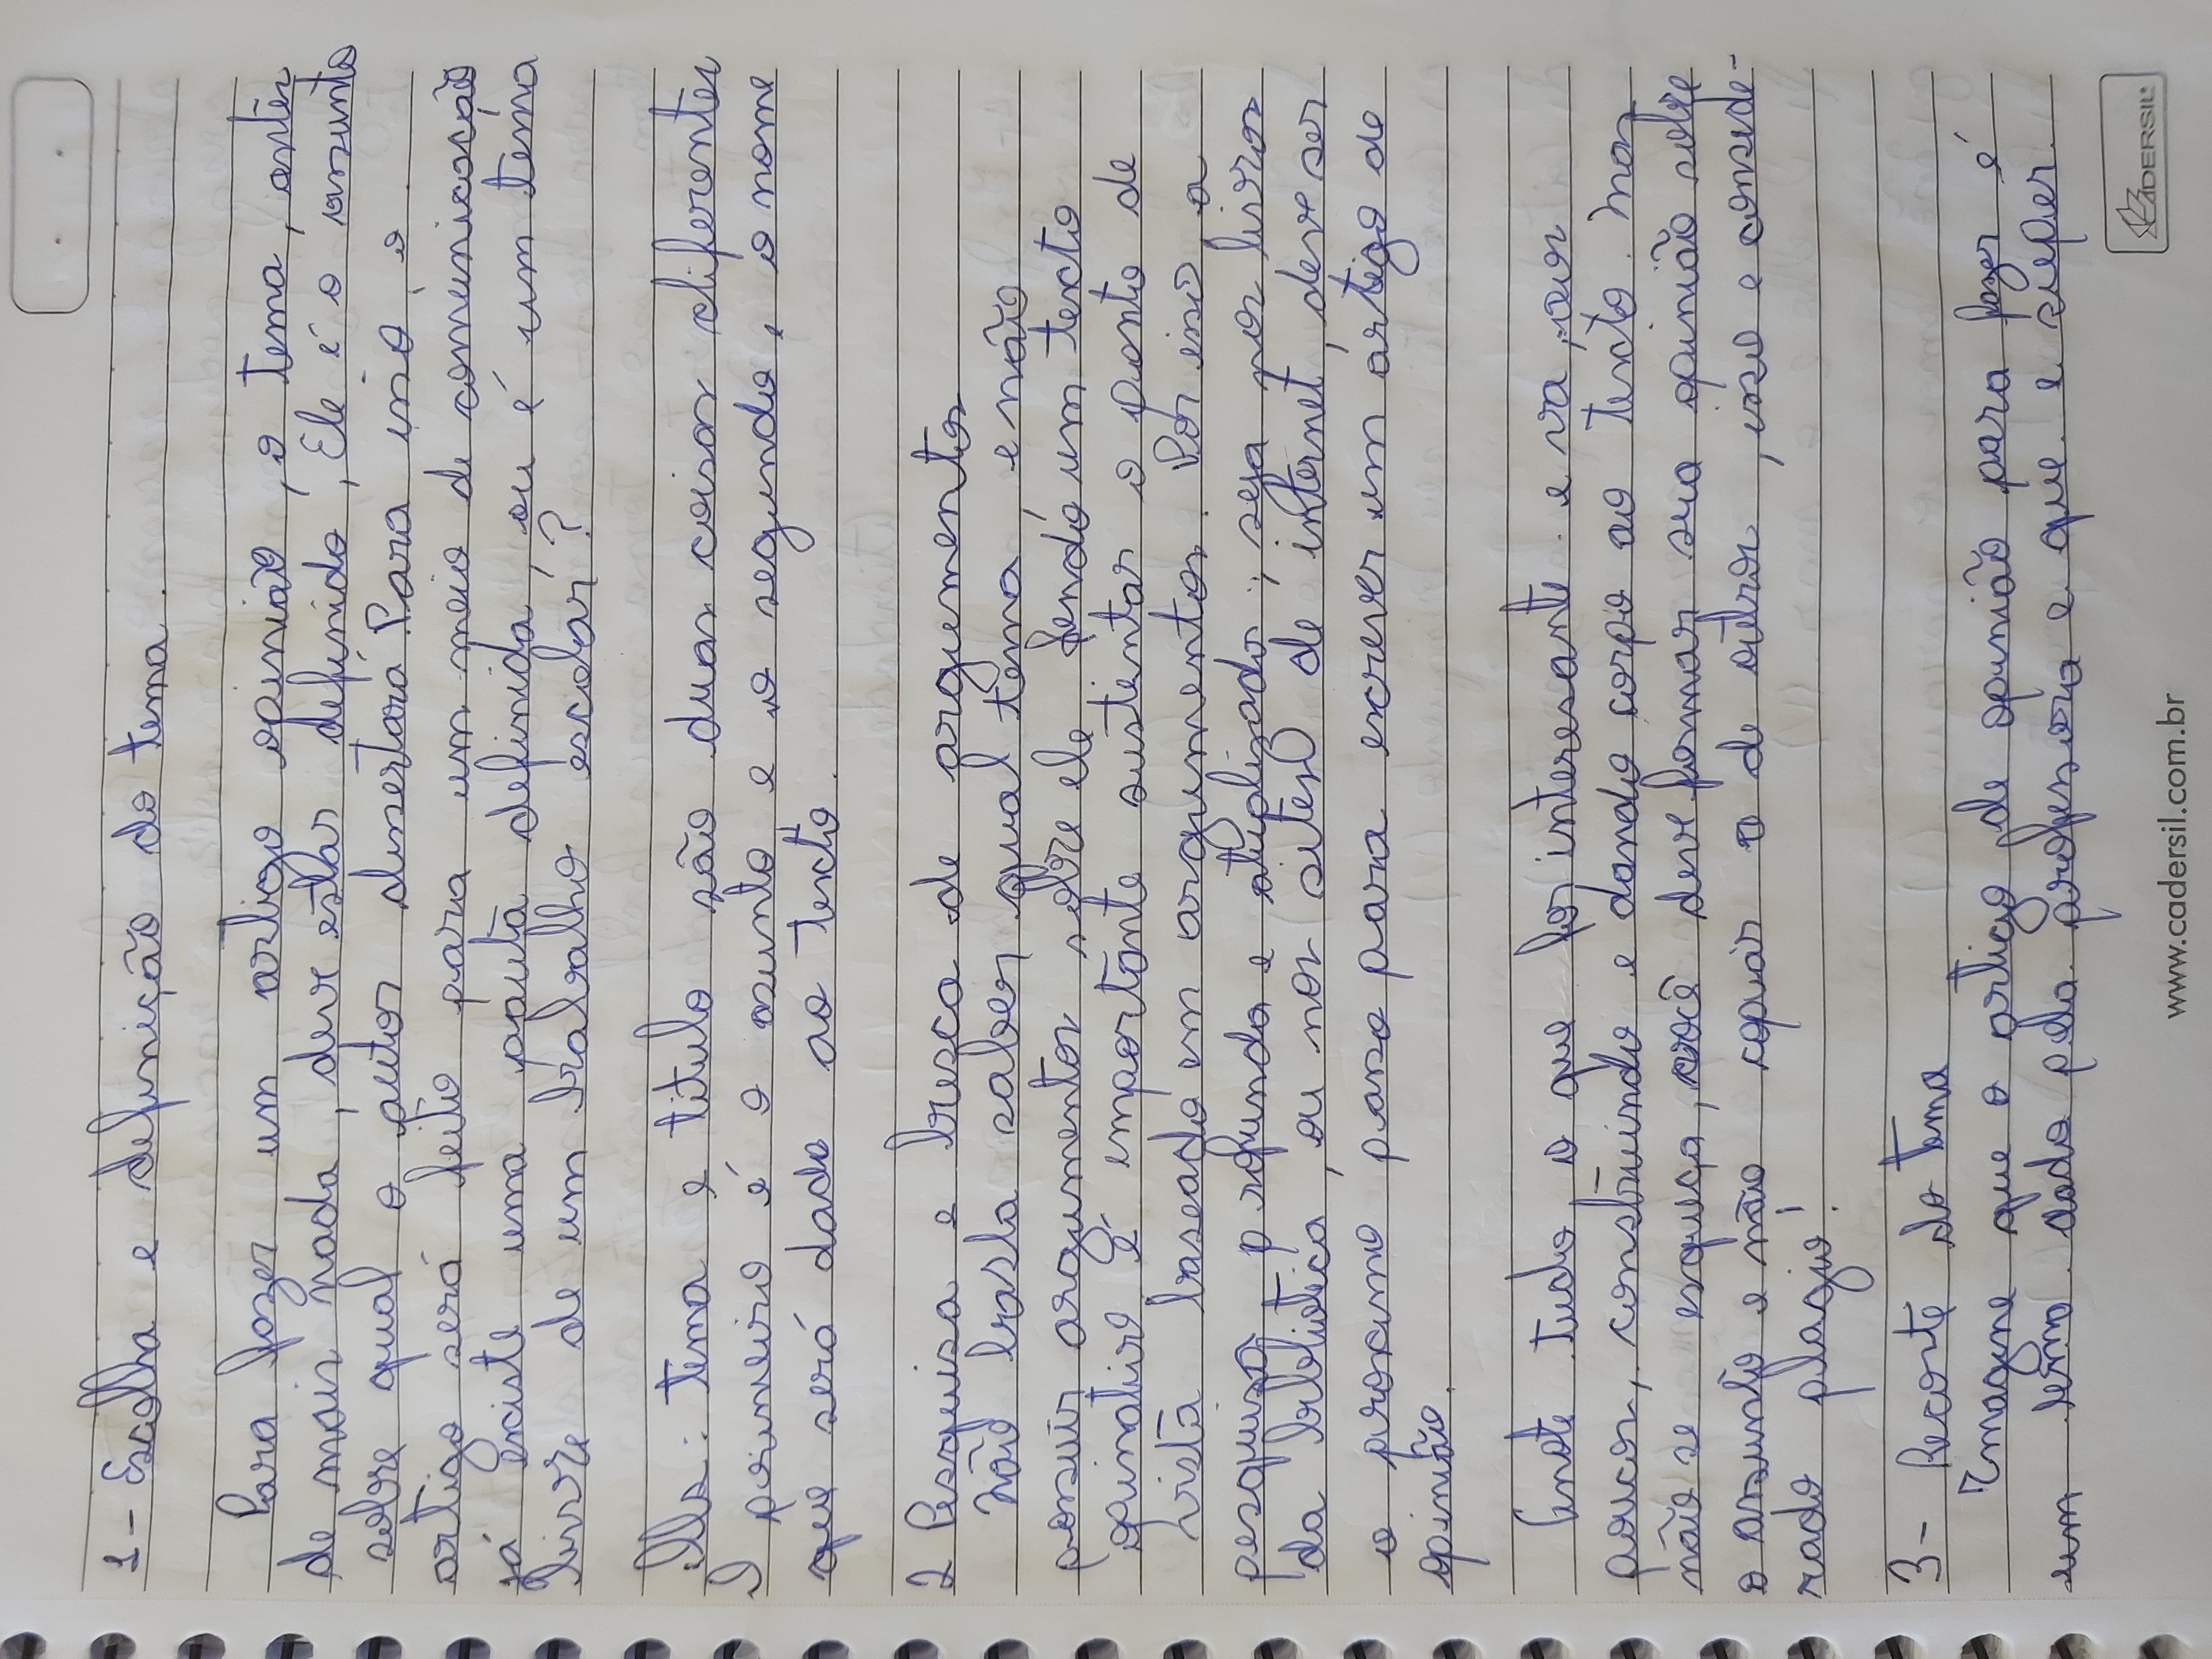 1 - Escolha e definição do tema.
Para fazer um artigo opinião, o tema, antes
de mais nada, deve estar definido, Ele é o assunto
sobre qual o autor dissertará. Para isso, o
artigo será feito para um meio de comunicação
já existe uma pauta definida, ou é um tema
livre de um trabalho escolar?
tema e titulo são duas coisas diferentes
O primeiro é o assunto, e o segundo, o nome
que será dado ao texto.
2 Pesquisa e busca de argumentos
Não basta saber qual tema, e não
possuir argumentos sobre ele. Sendo um texto
opinativo, é importante sustentar o ponto de
vista baseado em argumentos. Por isso, a
pesquisa, profunda e atualizada, seja por livros
da biblioteca, ou nos sites de internet, deve ser
o proximo passo para escrever um artigo de
opinião.
Anote tudo, o que for interesante e va, aos
poucos, construindo e dando corpo ao texto. Mas
não se esqueça, você deve formar sua opinião sobre
o assunto e não copiar o de outros, isso e conside-
rado plagio!
3 - Recorte do tema
Imagine que o artigo de opinião para fazer é
um tema dado pela professora e que e super
CADERSIL
www.cadersil.com.br